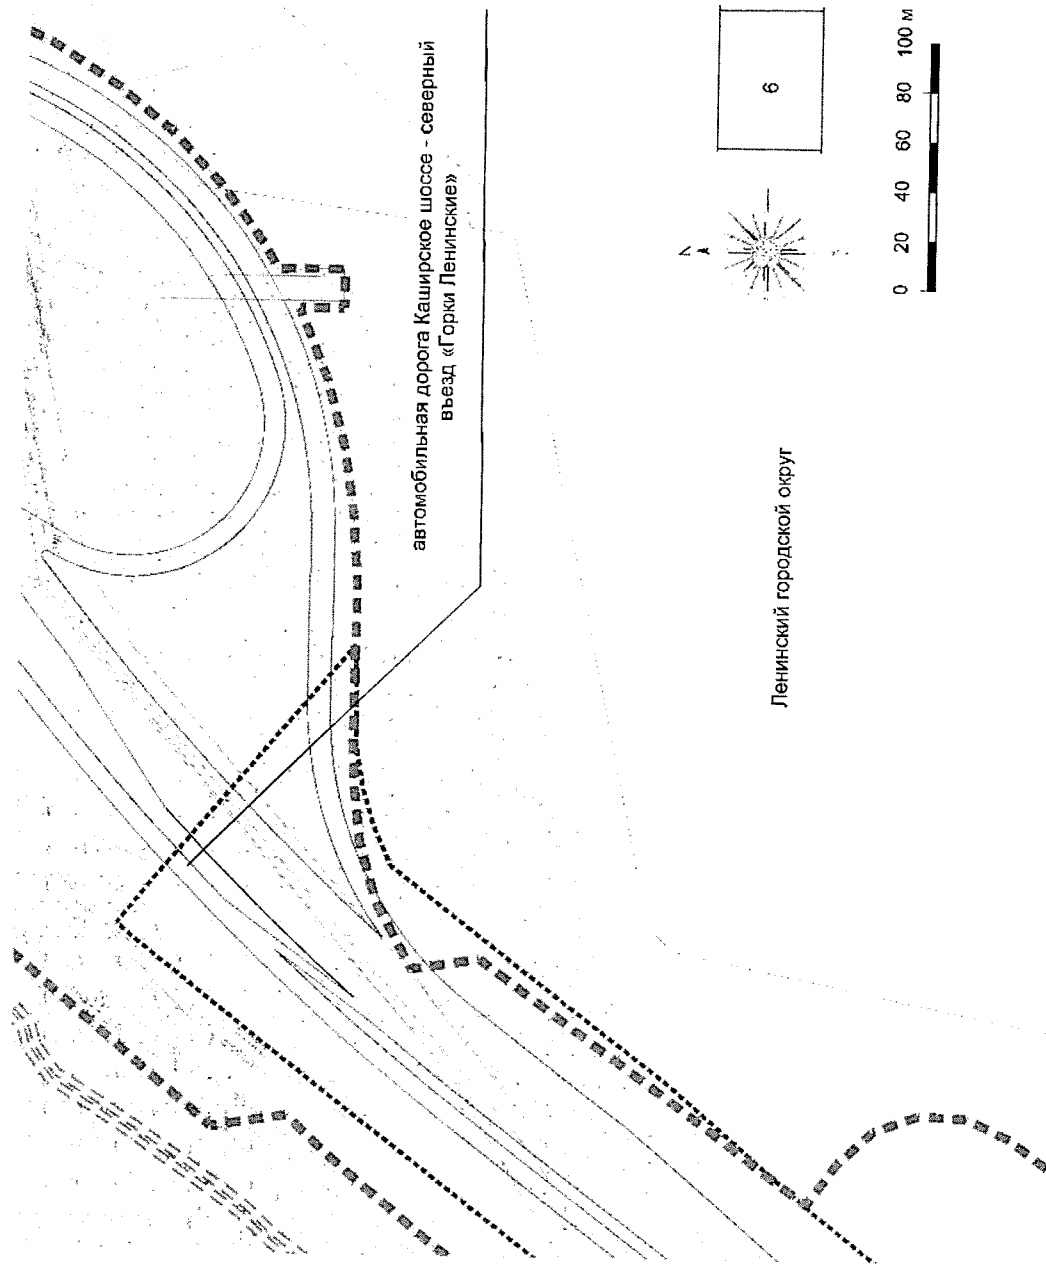 автомобильная дорога Каширское шоссе - северный
въезд «Горки Ленинские»
Ленинский городской округ
6
0 20 40 60 80 100 м